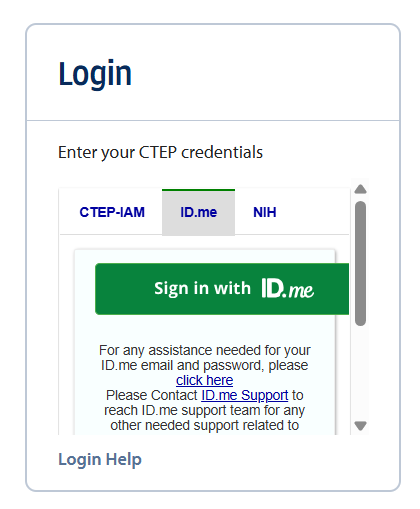 Login
Enter your CTEP credentials
CTEP-IAM ID.me NIH
Sign in with ID.me
For any assistance needed for your
ID.me email and password, please
click here
Please Contact ID.me Support to
reach ID.me support team for any
other needed support related to
Login Help